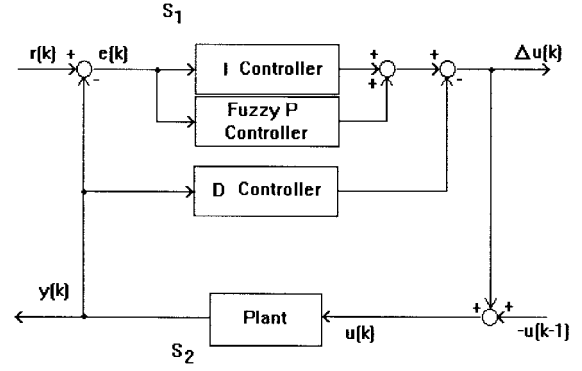 S1
r(k) + e(k)
-
I Controller
+
+
+
-
Δu(k)
Fuzzy P
Controller
D Controller
y(k)
Plant
u(k)
+
+
-u(k-1)
S2